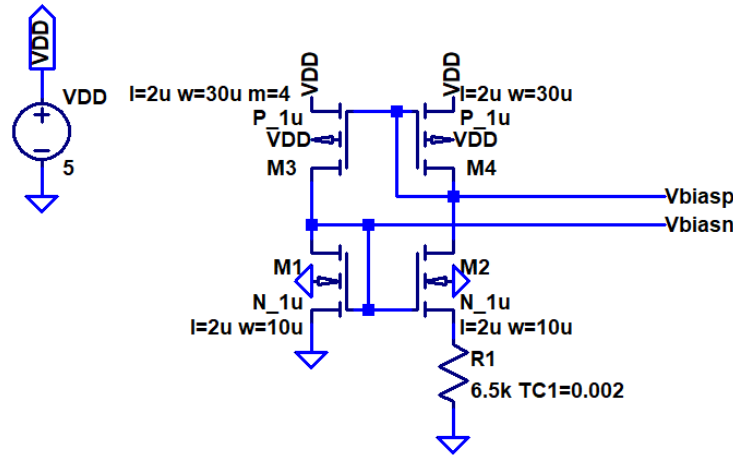 VDD
VDD
5
VDD
VDD
l=2u w=30u m=4
l=2u w=30u
P_1u
P_1u
VDD
VDD
M3
M4
Vbiasp
Vbiasn
M1
M2
N_1u
N_1u
l=2u w=10u
l=2u w=10u
R1
6.5k TC1=0.002